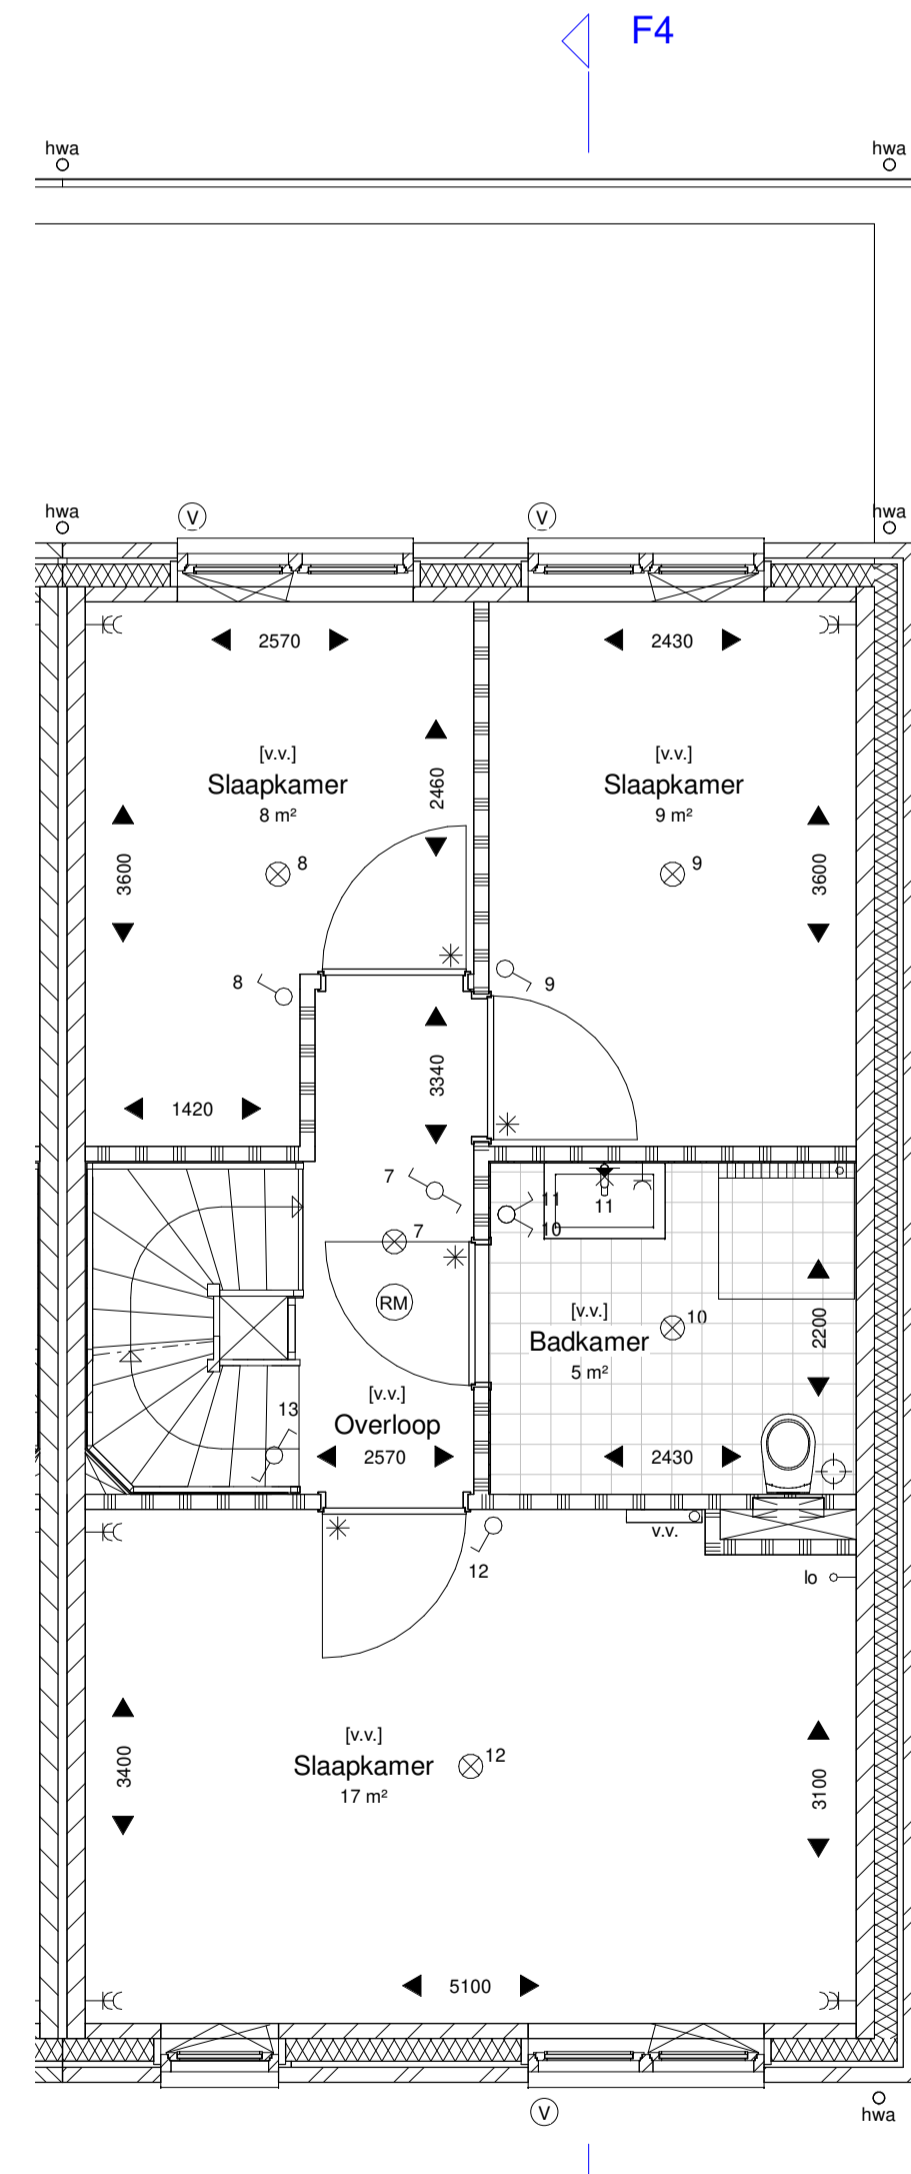 F4
hwa
hwa
hwa
V
V
hwa
2570
2430
[v.v.]
Slaapkamer
8 m²
2460
[v.v.]
Slaapkamer
9 m²
3600
8
9
3600
8
9
3340
1420
7
11
10
11
7
RM
[v.v.]
Badkamer
5 m²
10
2200
13
[v.v.]
Overloop
2570
2430
12
v.v.
lo
[v.v.]
Slaapkamer
17 m²
12
3400
3100
5100
V
hwa